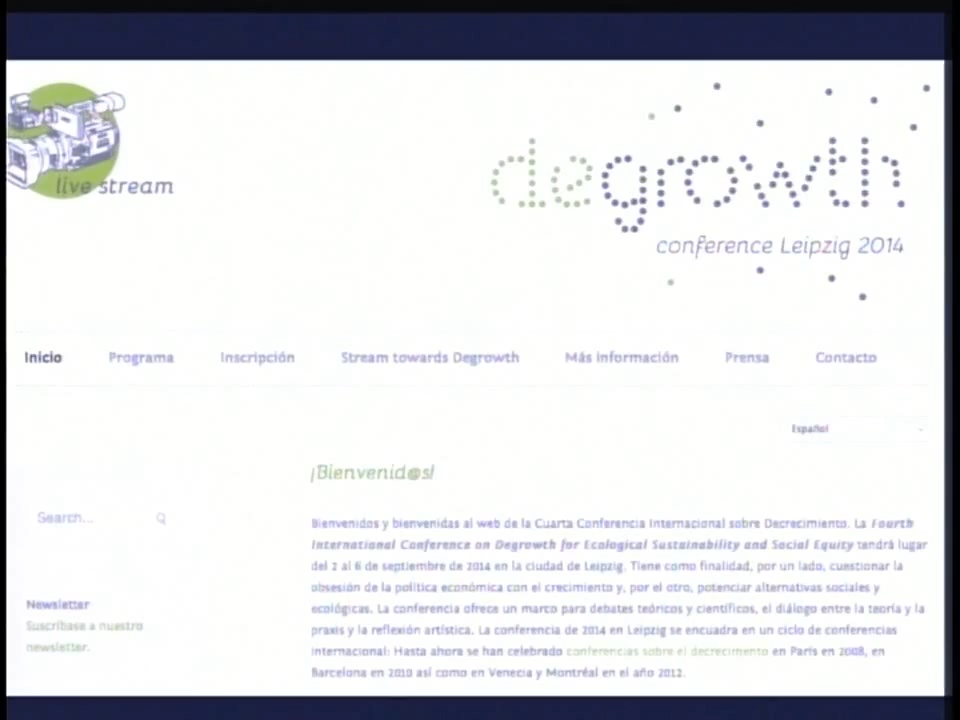 live stream
degrowth
conference Leipzig 2014
Inicio Programa Inscripción Stream towards Degrowth Más información Prensa Contacto
Español
¡Bienvenid@s!
Search...
Bienvenidos y bienvenidas al web de la Cuarta Conferencia Internacional sobre Decrecimiento. La Fourth
International Conference on Degrowth for Ecological Sustainability and Social Equity tendrá lugar
del 2 al 6 de septiembre de 2014 en la ciudad de Leipzig. Tiene como finalidad, por un lado, cuestionar la
obsesión de la política económica con el crecimiento y, por el otro, potenciar alternativas sociales y
ecológicas. La conferencia ofrece un marco para debates teóricos y científicos, el diálogo entre la teoría y la
praxis y la reflexión artística. La conferencia de 2014 en Leipzig se encuadra en un ciclo de conferencias
internacional: Hasta ahora se han celebrado conferencias sobre el decrecimiento en París en 2008, en
Barcelona en 2010 así como en Venecia y Montréal en el año 2012.
Newsletter
Suscríbase a nuestro
newsletter.